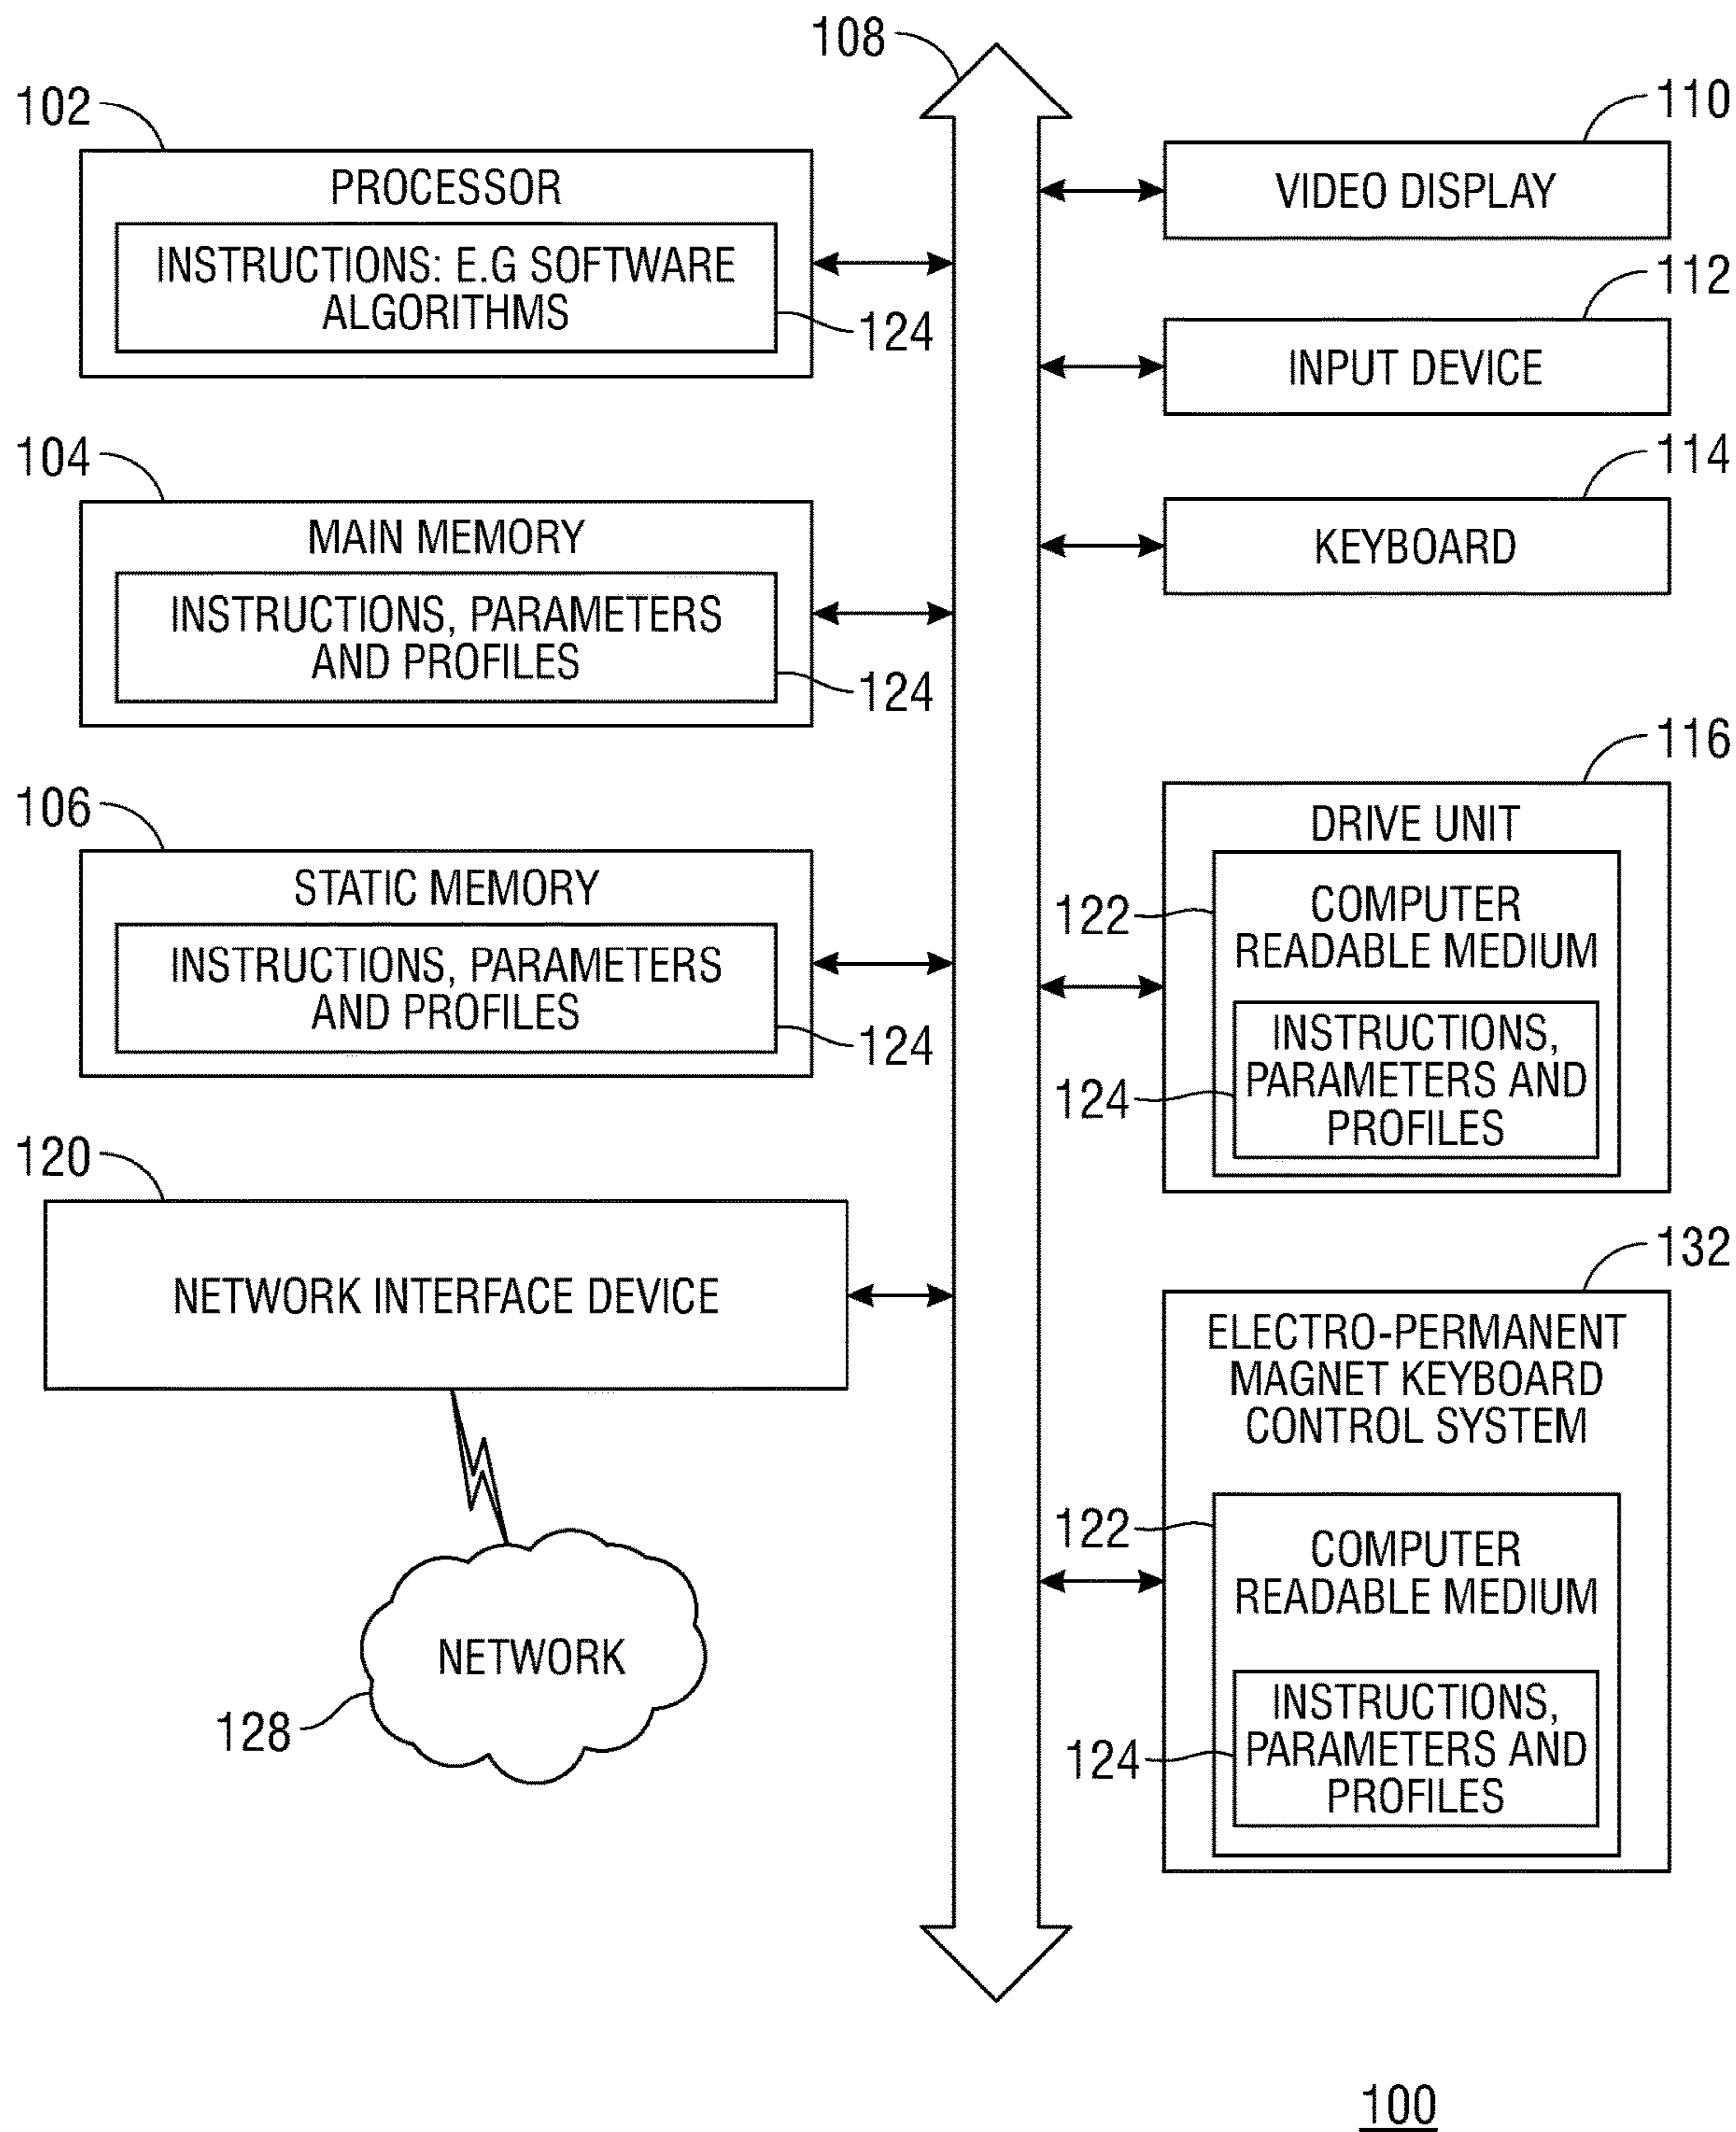 108
102
PROCESSOR
INSTRUCTIONS: E.G SOFTWARE
ALGORITHMS
124
104
MAIN MEMORY
INSTRUCTIONS, PARAMETERS
AND PROFILES
124
106
STATIC MEMORY
INSTRUCTIONS, PARAMETERS
AND PROFILES
124
120
NETWORK INTERFACE DEVICE
NETWORK
128
110
VIDEO DISPLAY
112
INPUT DEVICE
114
KEYBOARD
116
DRIVE UNIT
122
COMPUTER
READABLE MEDIUM
124
INSTRUCTIONS,
PARAMETERS AND
PROFILES
132
ELECTRO-PERMANENT
MAGNET KEYBOARD
CONTROL SYSTEM
122
COMPUTER
READABLE MEDIUM
124
INSTRUCTIONS,
PARAMETERS AND
PROFILES
100